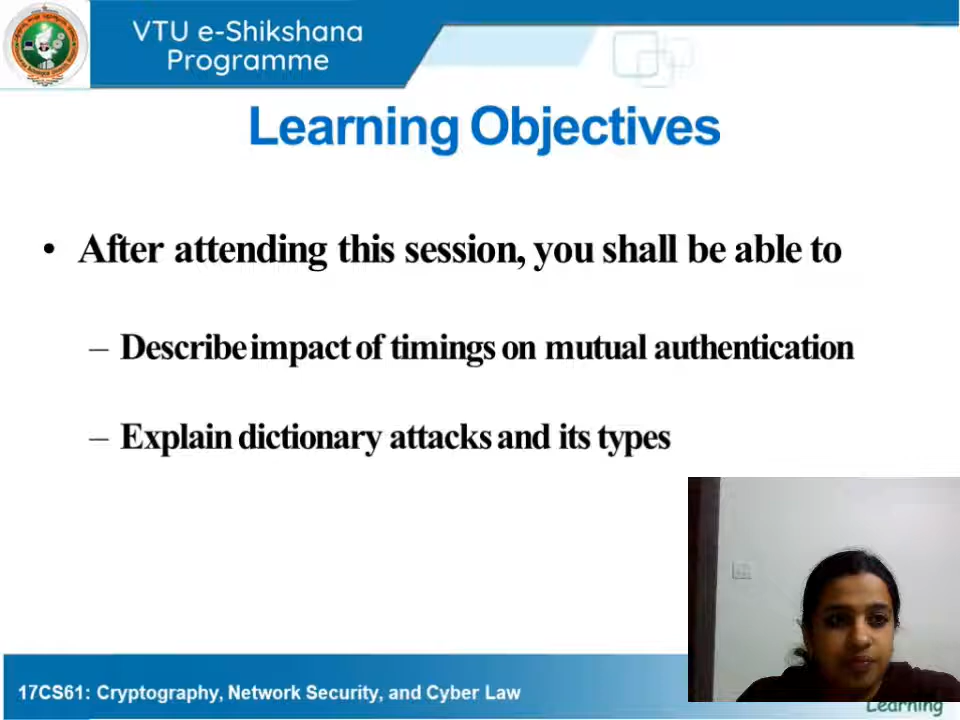 VTU e-Shikshana
Programme
Learning Objectives
• After attending this session, you shall be able to
– Describe impact of timings on mutual authentication
– Explain dictionary attacks and its types
17CS61: Cryptography, Network Security, and Cyber Law
Learning